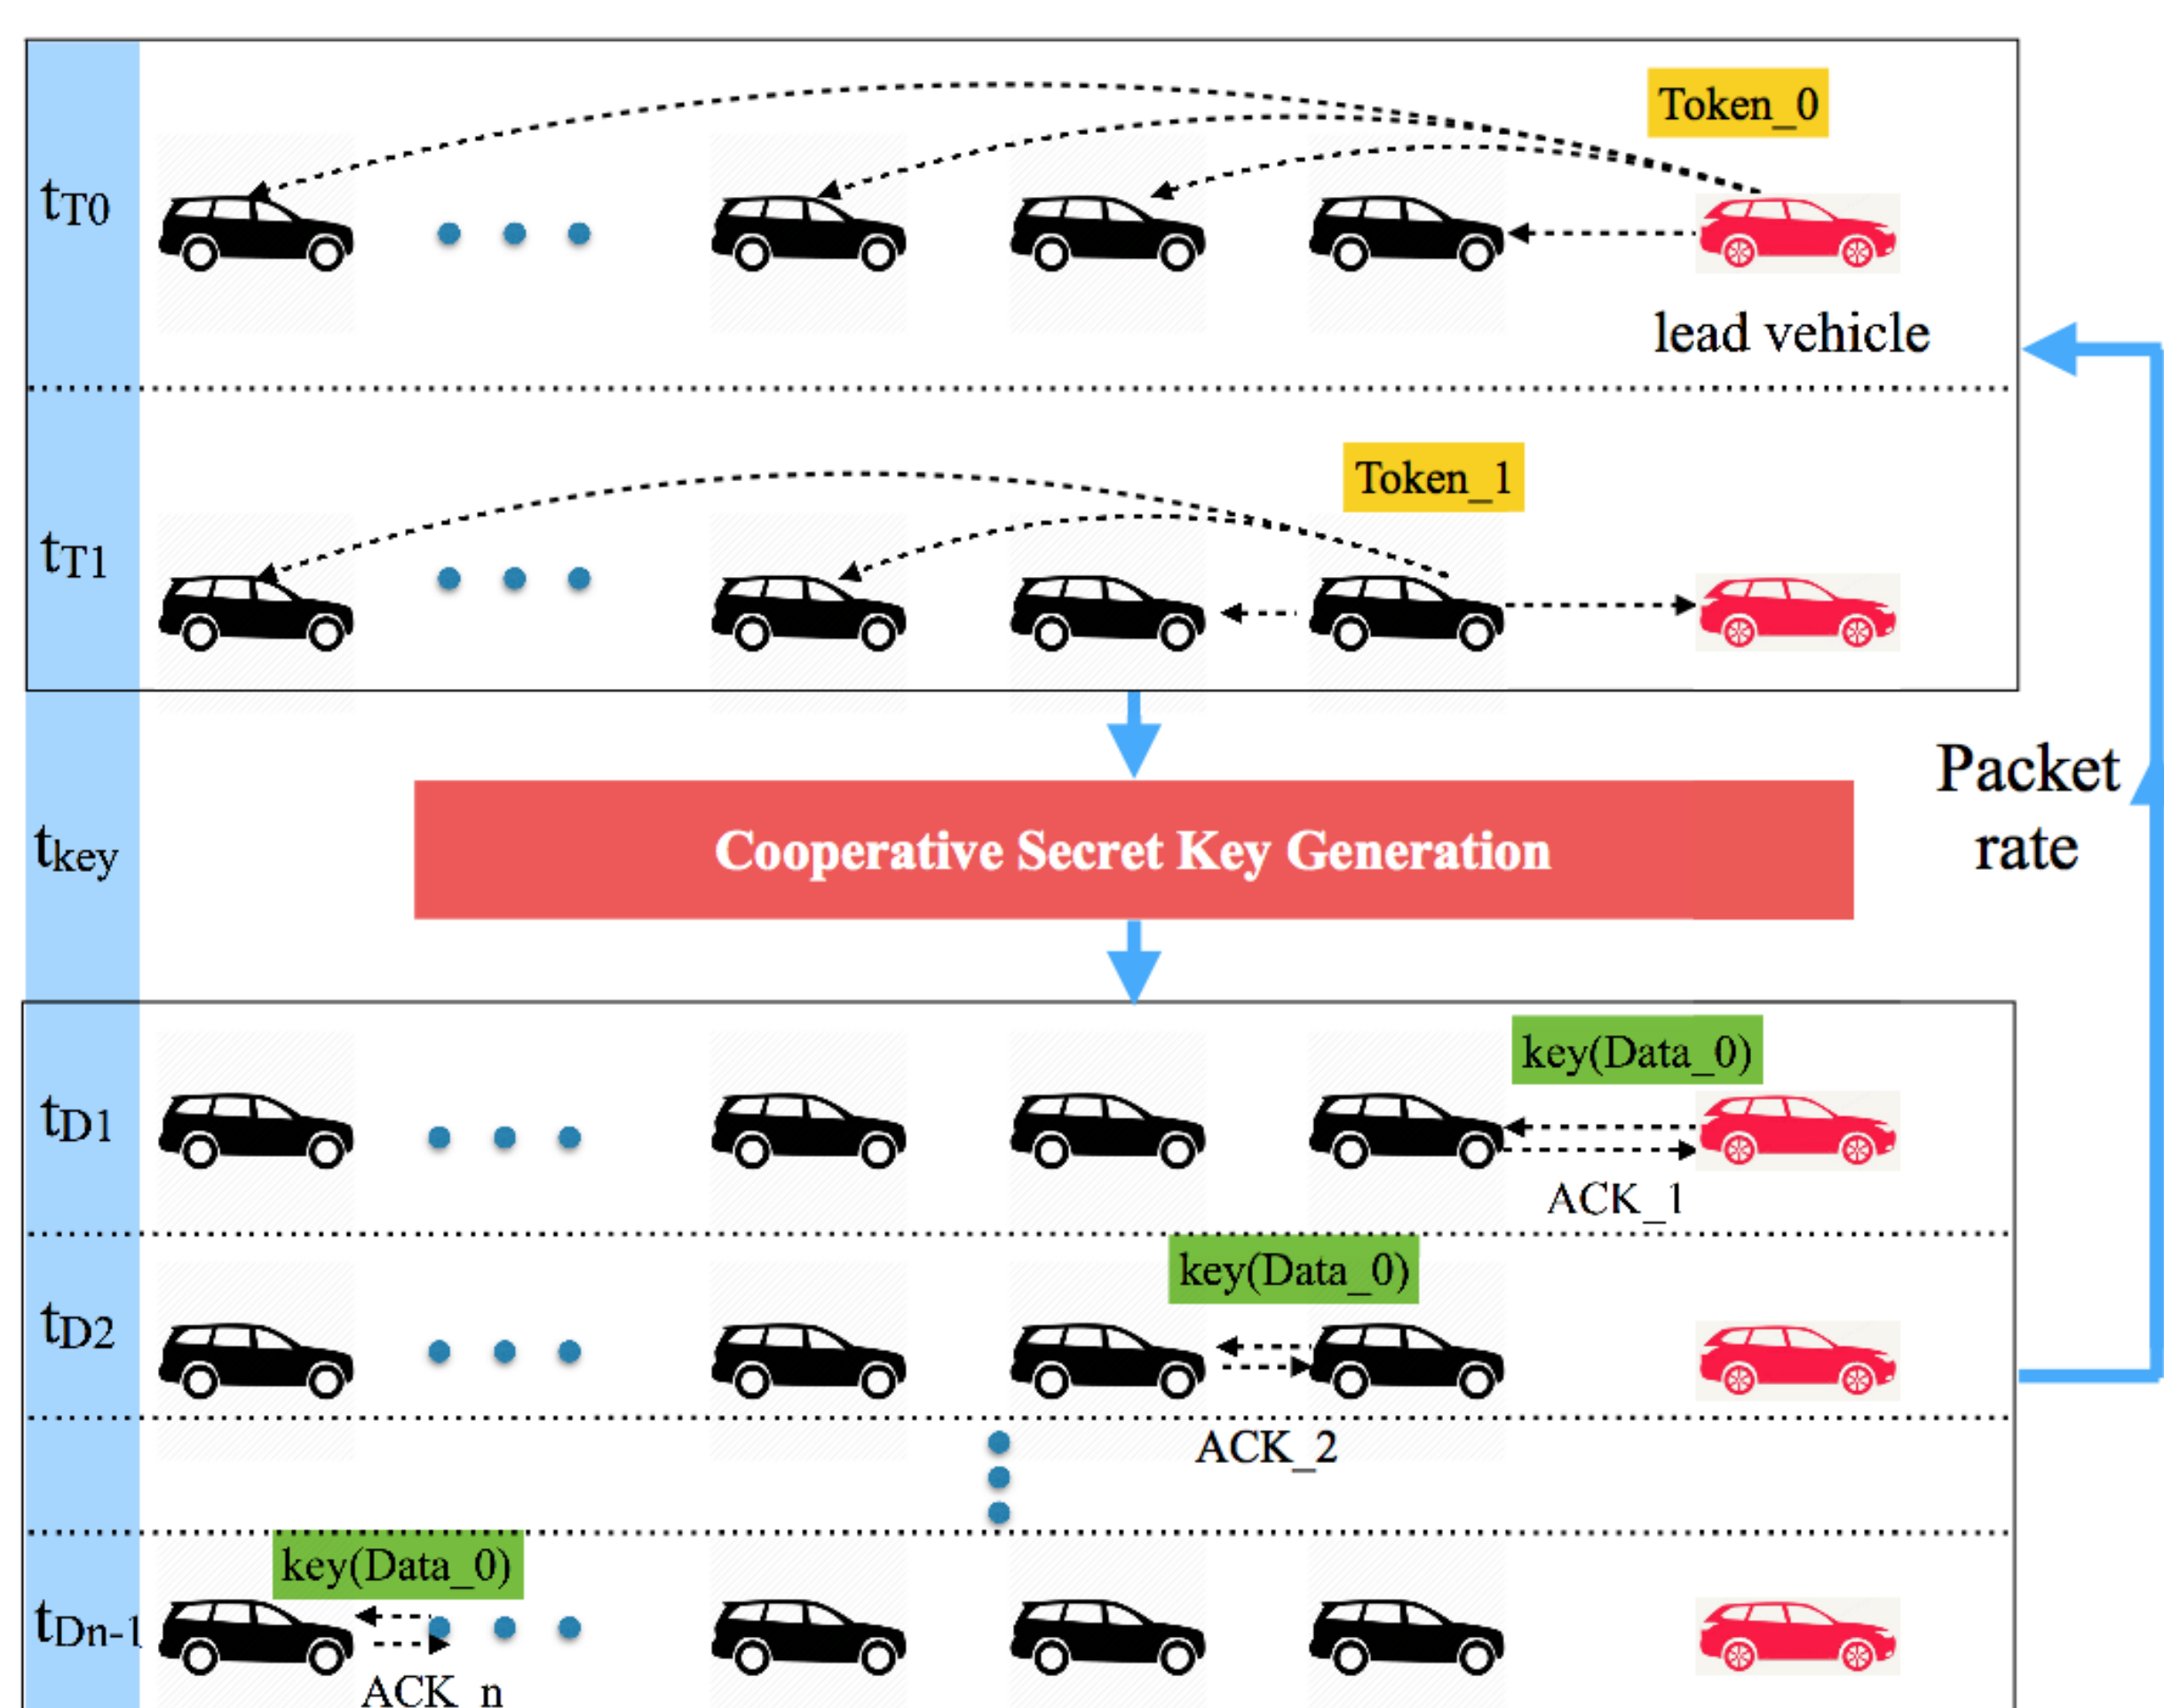 Token_0
tT0
lead vehicle
Token_1
tT1
Packet
rate
tkey
Cooperative Secret Key Generation
key(Data_0)
tD1
ACK_1
key(Data_0)
tD2
ACK_2
key(Data_0)
tDn-1
ACK_n